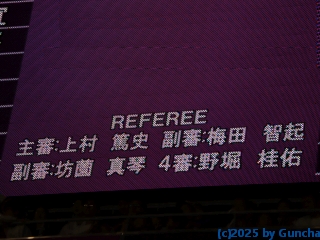 REFEREE
主審:上村 篤史 副審:梅田 智起
副審:坊薗 真琴 4審:野堀 桂佑
(c)2025 by Guncha